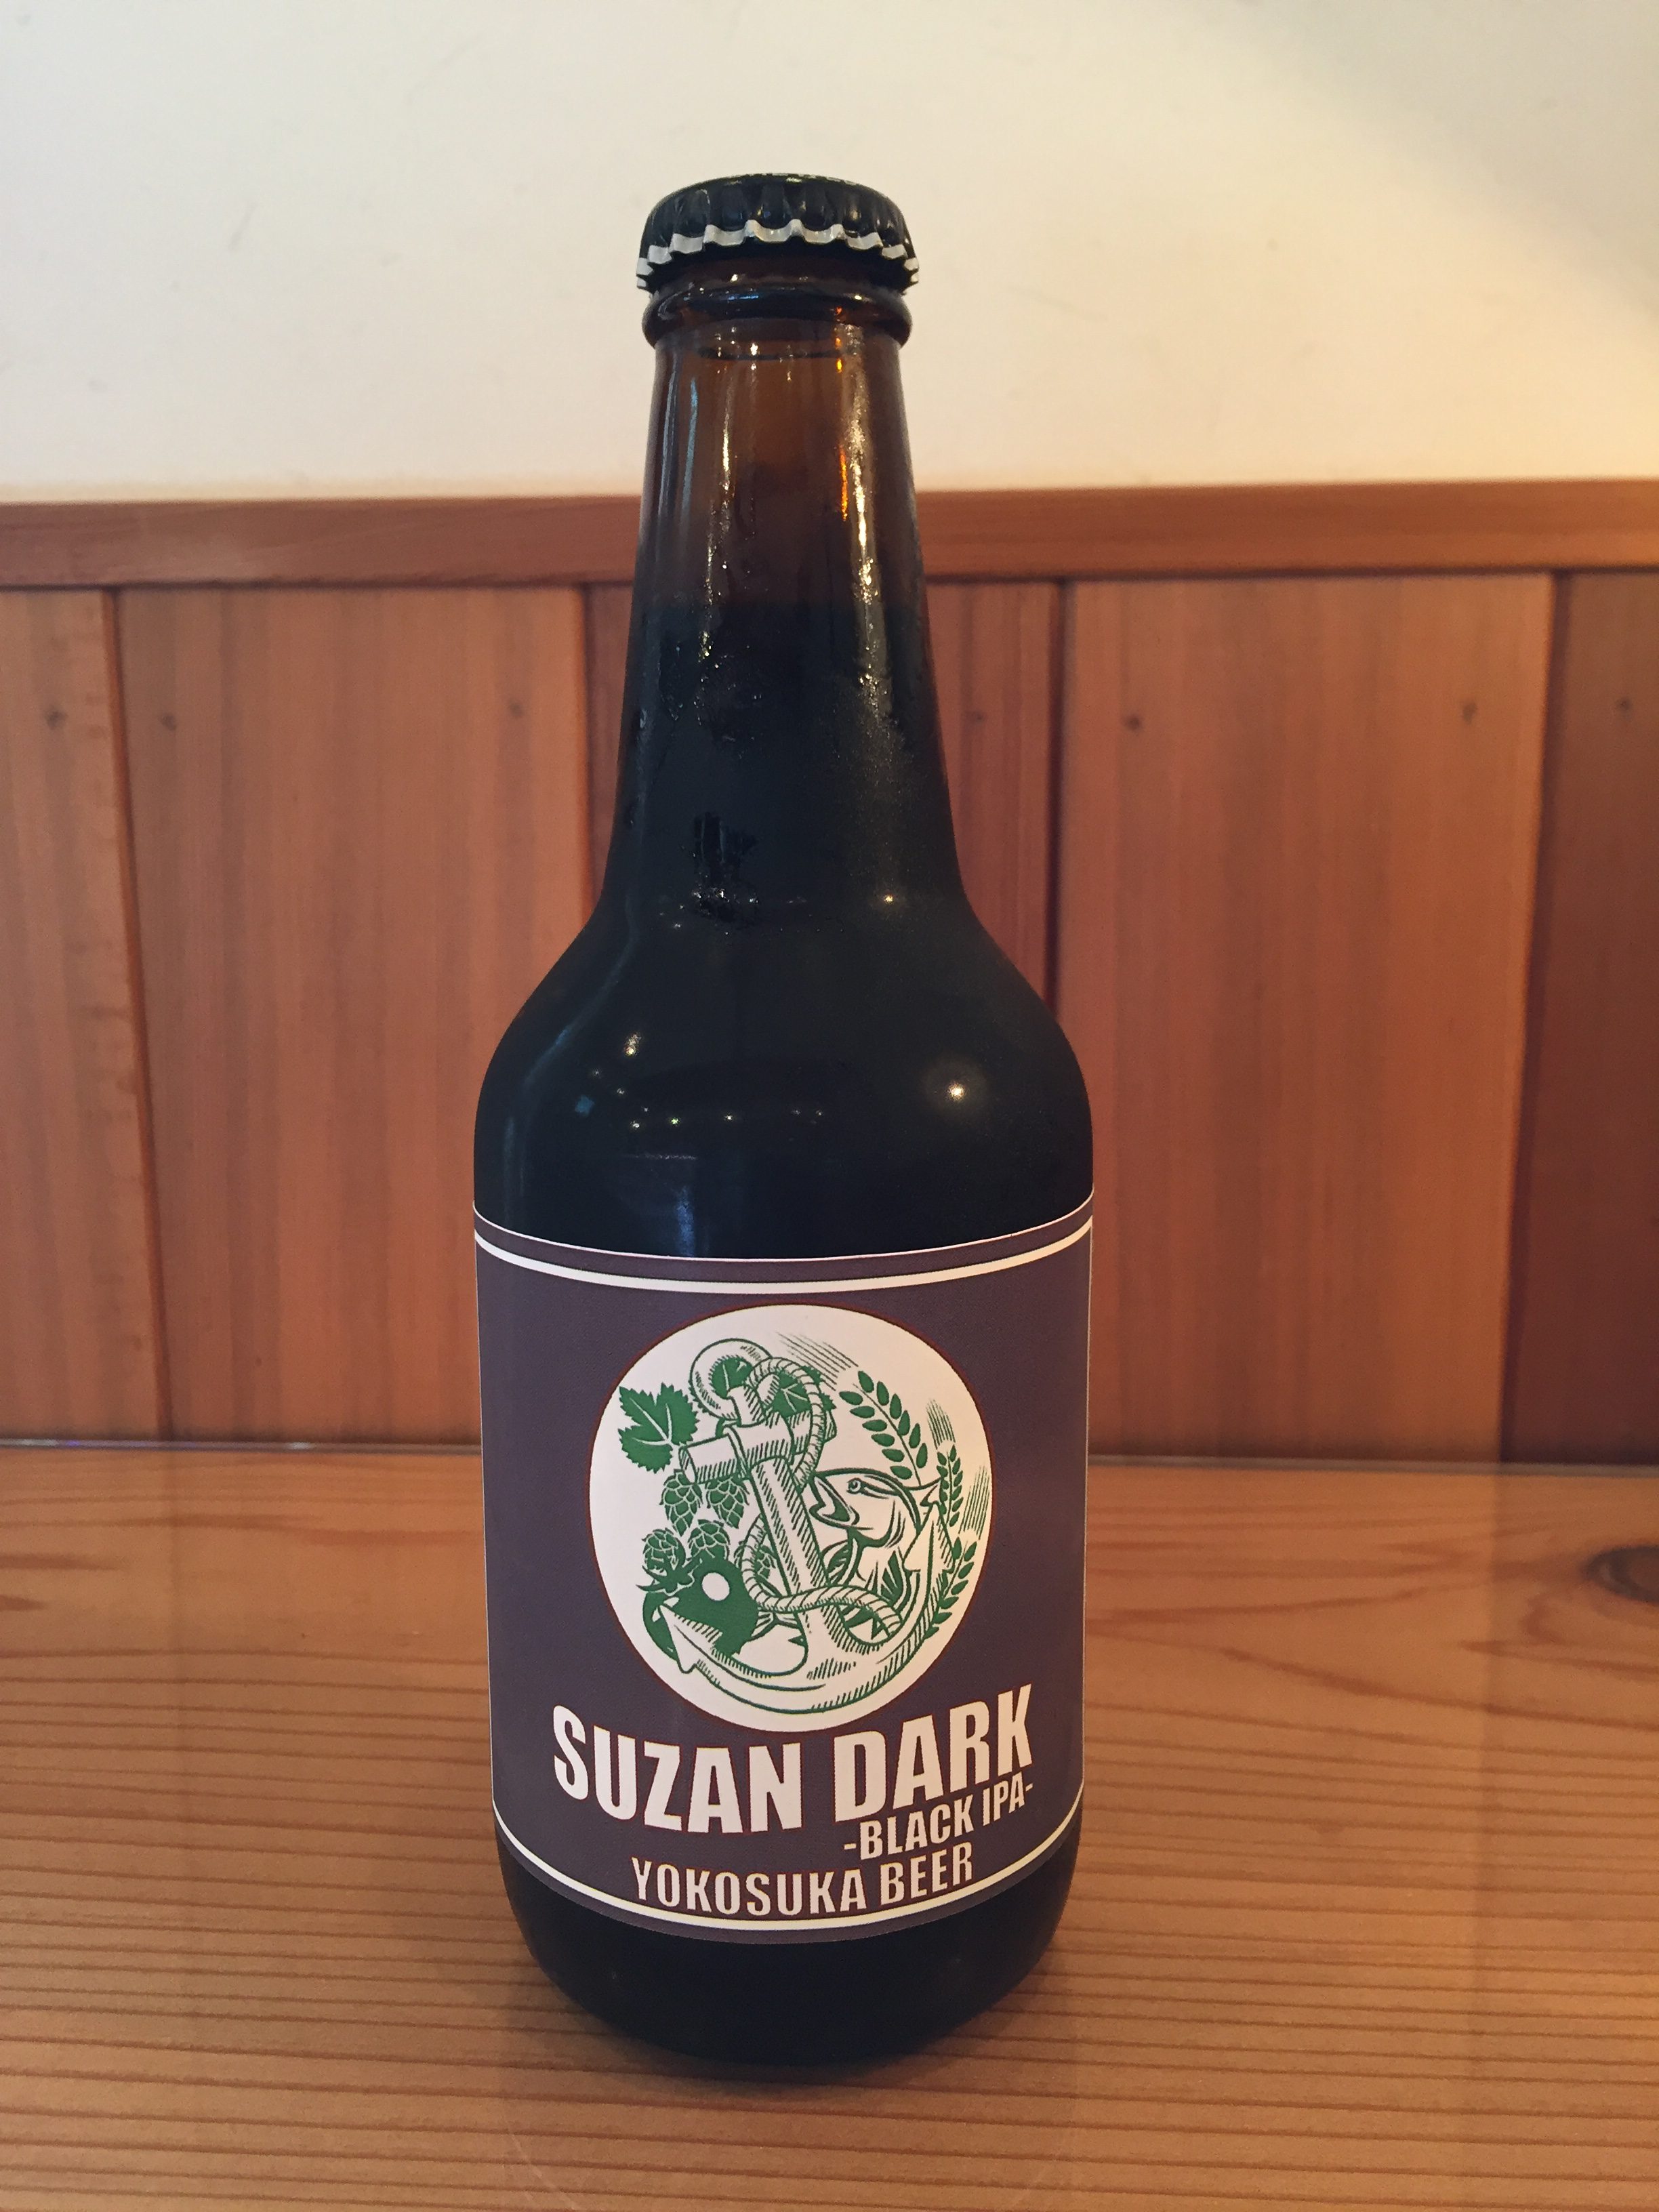 SUZAN DARK
-BLACK IPA-
YOKOSUKA BEER